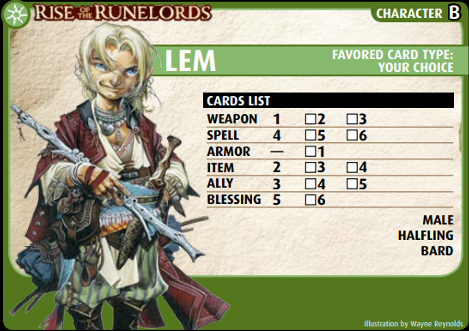 RISE OF THE RUNELORDS
CHARACTER B
LEM
FAVORED CARD TYPE:
YOUR CHOICE
CARDS LIST
WEAPON 1 □2 □3
SPELL 4 □5 □6
ARMOR — □1
ITEM 2 □3 □4
ALLY 3 □4 □5
BLESSING 5 □6
MALE
HALFLING
BARD
Illustration by Wayne Reynolds